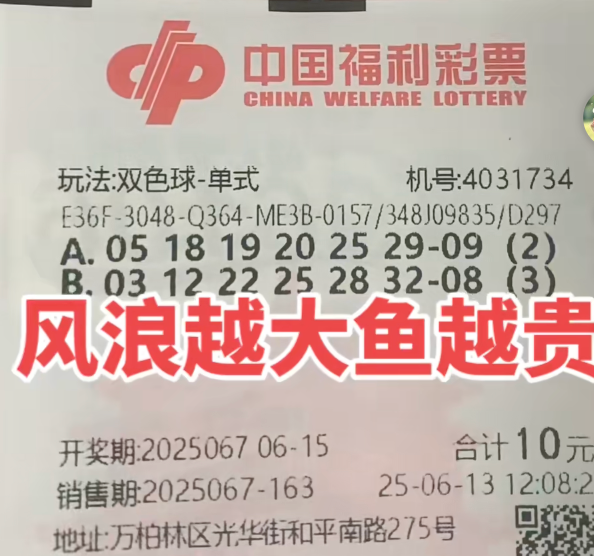 中国福利彩票
CHINA WELFARE LOTTERY
玩法:双色球-单式 机号:4031734
E36F-3048-Q364-ME3B-0157/348J09835/D297
A. 05 18 19 20 25 29-09 (2)
B. 03 12 22 25 28 32-08 (3)
风浪越大鱼越贵
开奖期:2025067 06-15 合计10元
销售期:2025067-163 25-06-13 12:08:2
地址:万柏林区光华街和平南路275号